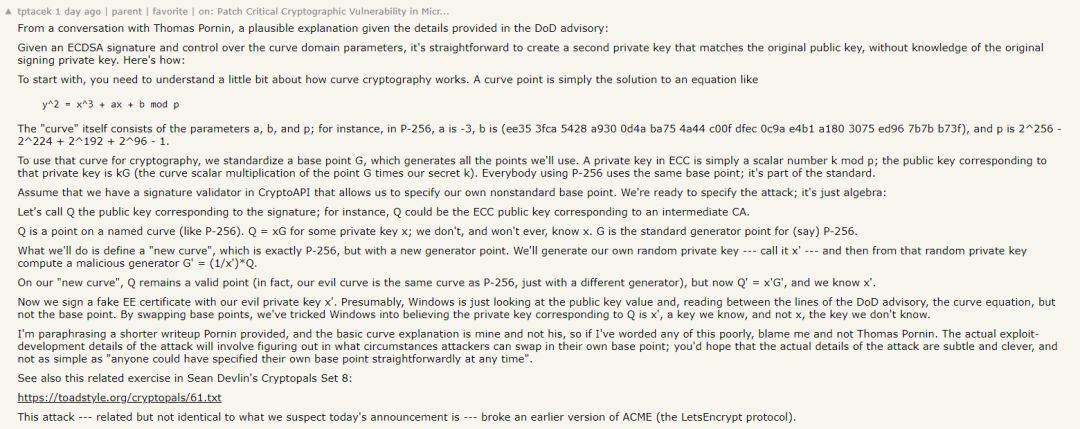 ▲ tptacek 1 day ago | parent | favorite | on: Patch Critical Cryptographic Vulnerability in Micr...
From a conversation with Thomas Pornin, a plausible explanation given the details provided in the DoD advisory:
Given an ECDSA signature and control over the curve domain parameters, it's straightforward to create a second private key that matches the original public key, without knowledge of the original
signing private key. Here's how:
To start with, you need to understand a little bit about how curve cryptography works. A curve point is simply the solution to an equation like
y^2 = x^3 + ax + b mod p
The "curve" itself consists of the parameters a, b, and p; for instance, in P-256, a is -3, b is (ee35 3fca 5428 a930 0d4a ba75 4a44 c00f dfec 0c9a e4b1 a180 3075 ed96 7b7b b73f), and p is 2^256 -
2^224 + 2^192 + 2^96 - 1.
To use that curve for cryptography, we standardize a base point G, which generates all the points we'll use. A private key in ECC is simply a scalar number k mod p; the public key corresponding to
that private key is kG (the curve scalar multiplication of the point G times our secret k). Everybody using P-256 uses the same base point; it's part of the standard.
Assume that we have a signature validator in CryptoAPI that allows us to specify our own nonstandard base point. We're ready to specify the attack; it's just algebra:
Let's call Q the public key corresponding to the signature; for instance, Q could be the ECC public key corresponding to an intermediate CA.
Q is a point on a named curve (like P-256). Q = xG for some private key x; we don't, and won't ever, know x. G is the standard generator point for (say) P-256.
What we'll do is define a "new curve", which is exactly P-256, but with a new generator point. We'll generate our own random private key --- call it x' --- and then from that random private key
compute a malicious generator G' = (1/x')*Q.
On our "new curve", Q remains a valid point (in fact, our evil curve is the same curve as P-256, just with a different generator), but now Q' = x'G', and we know x'.
Now we sign a fake EE certificate with our evil private key x'. Presumably, Windows is just looking at the public key value and, reading between the lines of the DoD advisory, the curve equation, but
not the base point. By swapping base points, we've tricked Windows into believing the private key corresponding to Q is x', a key we know, and not x, the key we don't know.
I'm paraphrasing a shorter writeup Pornin provided, and the basic curve explanation is mine and not his, so if I've worded any of this poorly, blame me and not Thomas Pornin. The actual exploit-
development details of the attack will involve figuring out in what circumstances attackers can swap in their own base point; you'd hope that the actual details of the attack are subtle and clever, and
not as simple as "anyone could have specified their own base point straightforwardly at any time".
See also this related exercise in Sean Devlin's Cryptopals Set 8:
https://toadstyle.org/cryptopals/61.txt
This attack --- related but not identical to what we suspect today's announcement is --- broke an earlier version of ACME (the LetsEncrypt protocol).